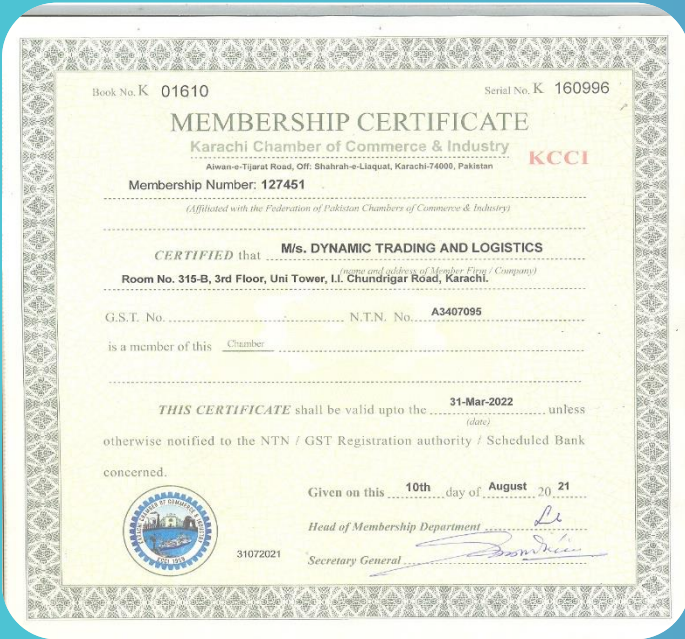 Book No. K 01610
Serial No. K 160996
MEMBERSHIP CERTIFICATE
Karachi Chamber of Commerce & Industry
KCCI
Aiwan-e-Tijarat Road, Off: Shahrah-e-Liaquat, Karachi-74000, Pakistan
Membership Number: 127451
(Affiliated with the Federation of Pakistan Chambers of Commerce & Industry)
CERTIFIED that M/s. DYNAMIC TRADING AND LOGISTICS
(name and address of Member Firm / Company)
Room No. 315-B, 3rd Floor, Uni Tower, I.I. Chundrigar Road, Karachi.
G.S.T. No. N.T.N. No. A3407095
is a member of this Chamber
THIS CERTIFICATE shall be valid upto the 31-Mar-2022 unless
(date)
otherwise notified to the NTN / GST Registration authority / Scheduled Bank
concerned.
Given on this 10th day of August 20 21
Head of Membership Department
31072021
Secretary General
KARACHI CHAMBER OF COMMERCE & INDUSTRY